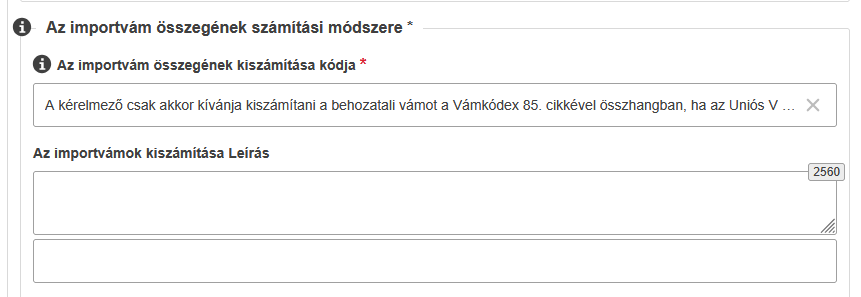 Az importvám összegének számítási módszere *
Az importvám összegének kiszámítása kódja *
A kérelmező csak akkor kívánja kiszámítani a behozatali vámot a Vámkódex 85. cikkével összhangban, ha az Uniós V ...
Az importvámok kiszámítása Leírás
2560